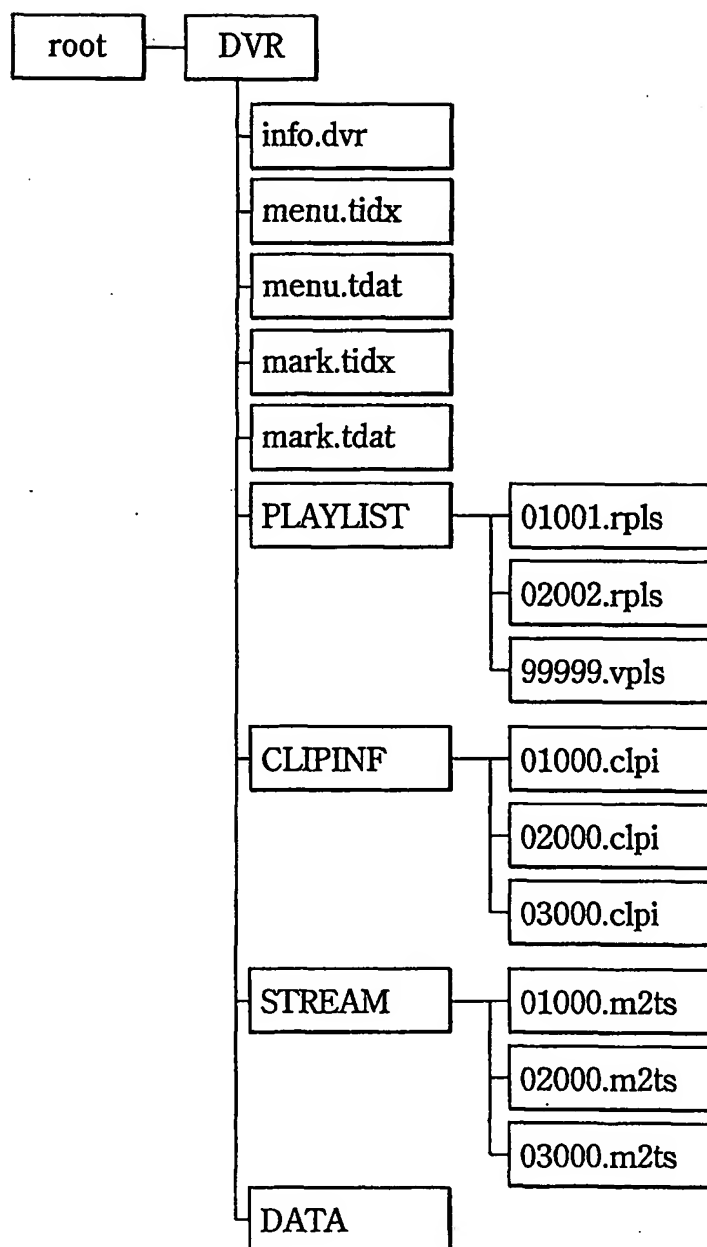 root
DVR
info.dvr
menu.tidx
menu.tdat
mark.tidx
mark.tdat
PLAYLIST
01001.rpls
02002.rpls
99999.vpls
CLIPINF
01000.clpi
02000.clpi
03000.clpi
STREAM
01000.m2ts
02000.m2ts
03000.m2ts
DATA